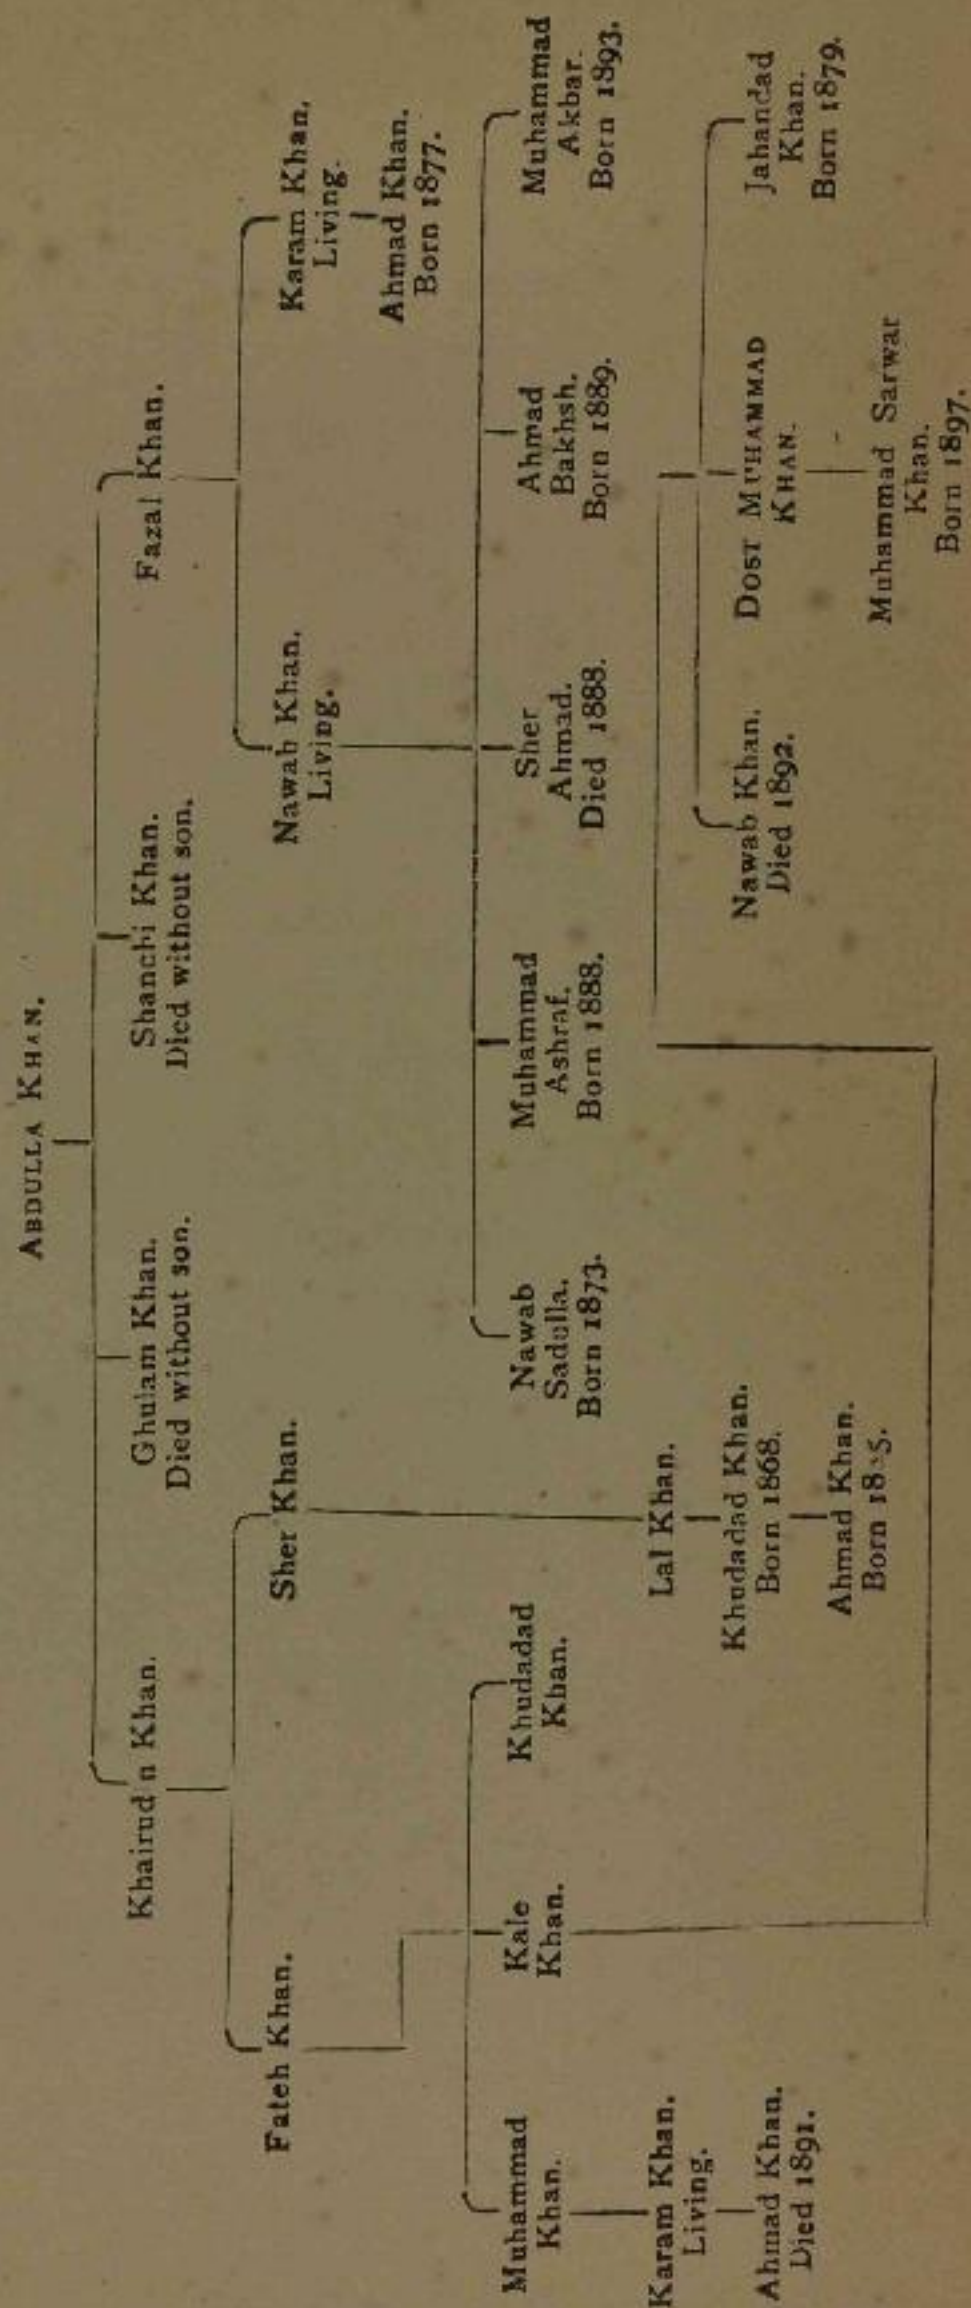 ABDULLA KHAN.
Khairud n Khan.
Ghulam Khan.
Died without son.
Shanchi Khan.
Died without son.
Fazal Khan.
Fateh Khan.
Sher Khan.
Nawab Khan.
Living.
Karam Khan.
Living.
Ahmad Khan.
Born 1877.
Muhammad
Khan.
Kale
Khan.
Khudadad
Khan.
Nawab
Sadulla.
Born 1873.
Muhammad
Ashraf.
Born 1888.
Sher
Ahmad.
Died 1888.
Ahmad
Bakhsh.
Born 1889.
Muhammad
Akbar.
Born 1893.
Karam Khan.
Living.
Ahmad Khan.
Died 1891.
Lal Khan.
Khudadad Khan.
Born 1868.
Ahmad Khan.
Born
Nawab Khan.
Died 1892.
DOST MUHAMMAD
KHAN.
Jahandad
Khan.
Born 1879.
Muhammad Sarwar
Khan.
Born 1897.